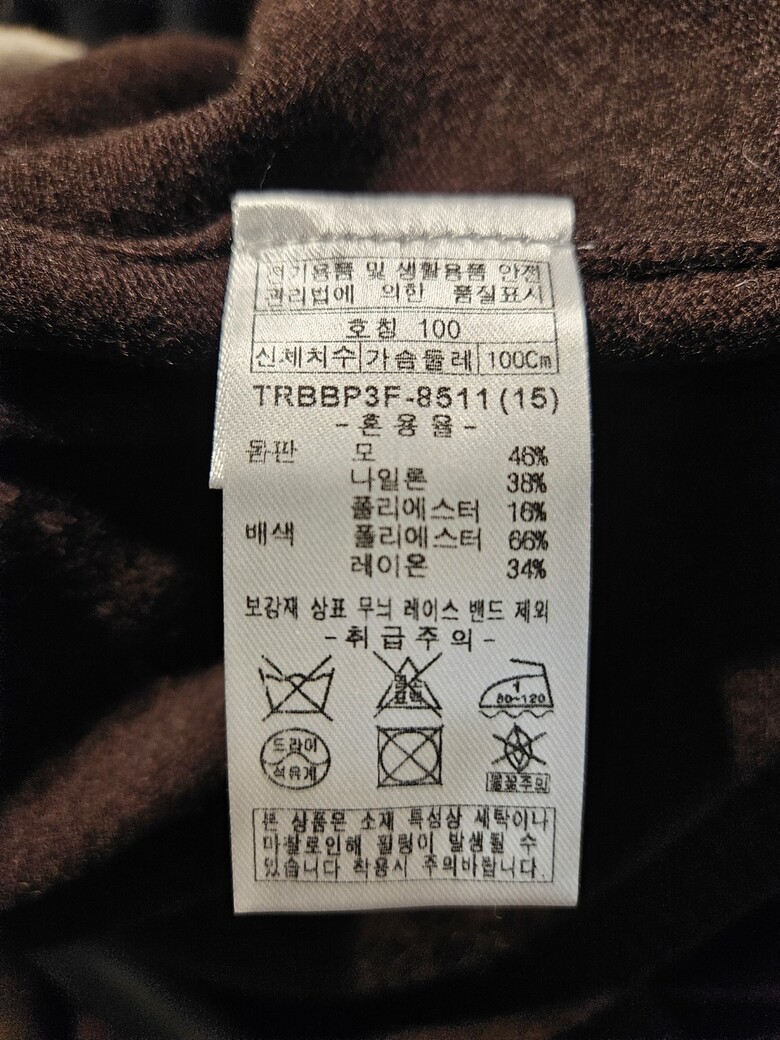 전기용품 및 생활용품 안전
관리법에 의한 품질표시
호칭 100
신체치수 가슴둘레 100Cm
TRBBP3F-8511(15)
-혼용율-
몸판 모 46%
나일론 38%
폴리에스터 16%
배색 폴리에스터 66%
레이온 34%
보강재 상표 무늬 레이스 밴드 제외
-취급주의-
염소
표백
1
80~120
드라이
석유계
불꽃주의
본 상품은 소재 특성상 세탁이나
마찰로인해 필링이 발생될 수
있습니다 착용시 주의바랍니다.